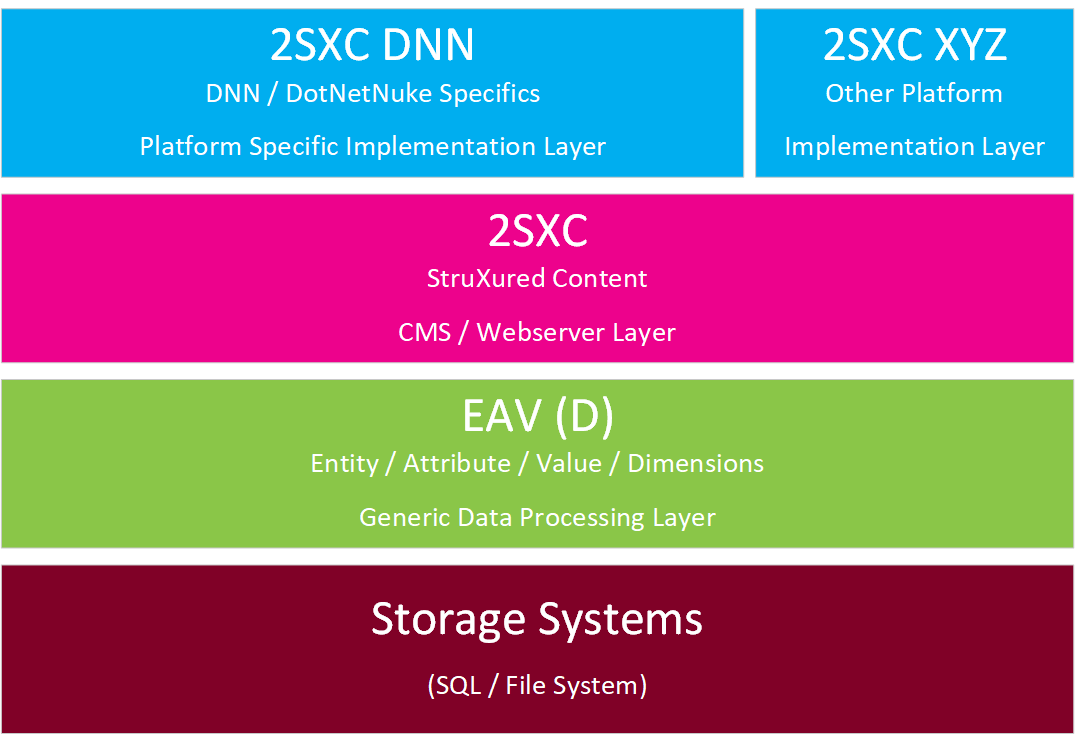 2SXC DNN
DNN / DotNetNuke Specifics
Platform Specific Implementation Layer
2SXC XYZ
Other Platform
Implementation Layer
2SXC
StruXured Content
CMS / Webserver Layer
EAV (D)
Entity / Attribute / Value / Dimensions
Generic Data Processing Layer
Storage Systems
(SQL / File System)